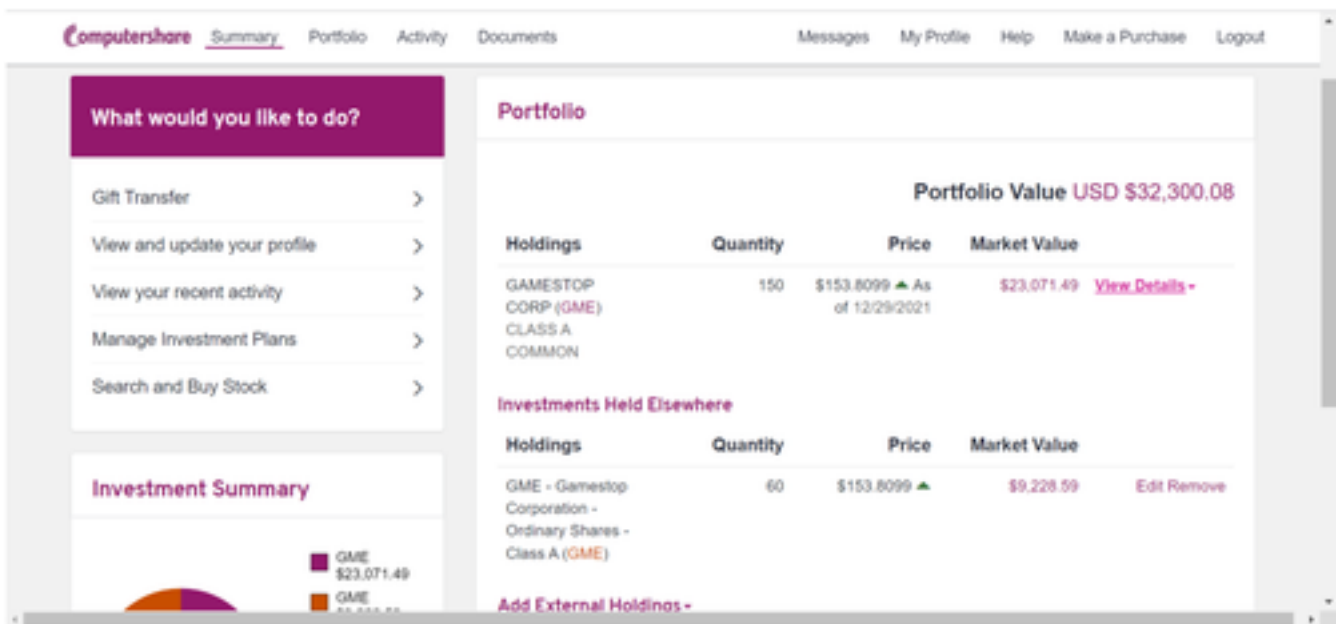 Computershare Summary Portfolio Activity Documents Messages My Profile Help Make a Purchase Logout
What would you like to do?
Gift Transfer
View and update your profile
View your recent activity
Manage Investment Plans
Search and Buy Stock
Investment Summary
GME
$23,071.49
GME
Portfolio
Portfolio Value USD $32,300.08
Holdings Quantity Price Market Value
GAMESTOP 150 $153.8099 ▲ As $23,071.49 View Details
CORP (GME) of 12/29/2021
CLASS A
COMMON
Investments Held Elsewhere
Holdings Quantity Price Market Value
GME - Gamestop 60 $153.8099 ▲ $9,228.59 Edit Remove
Corporation -
Ordinary Shares -
Class A (GME)
Add External Holdings